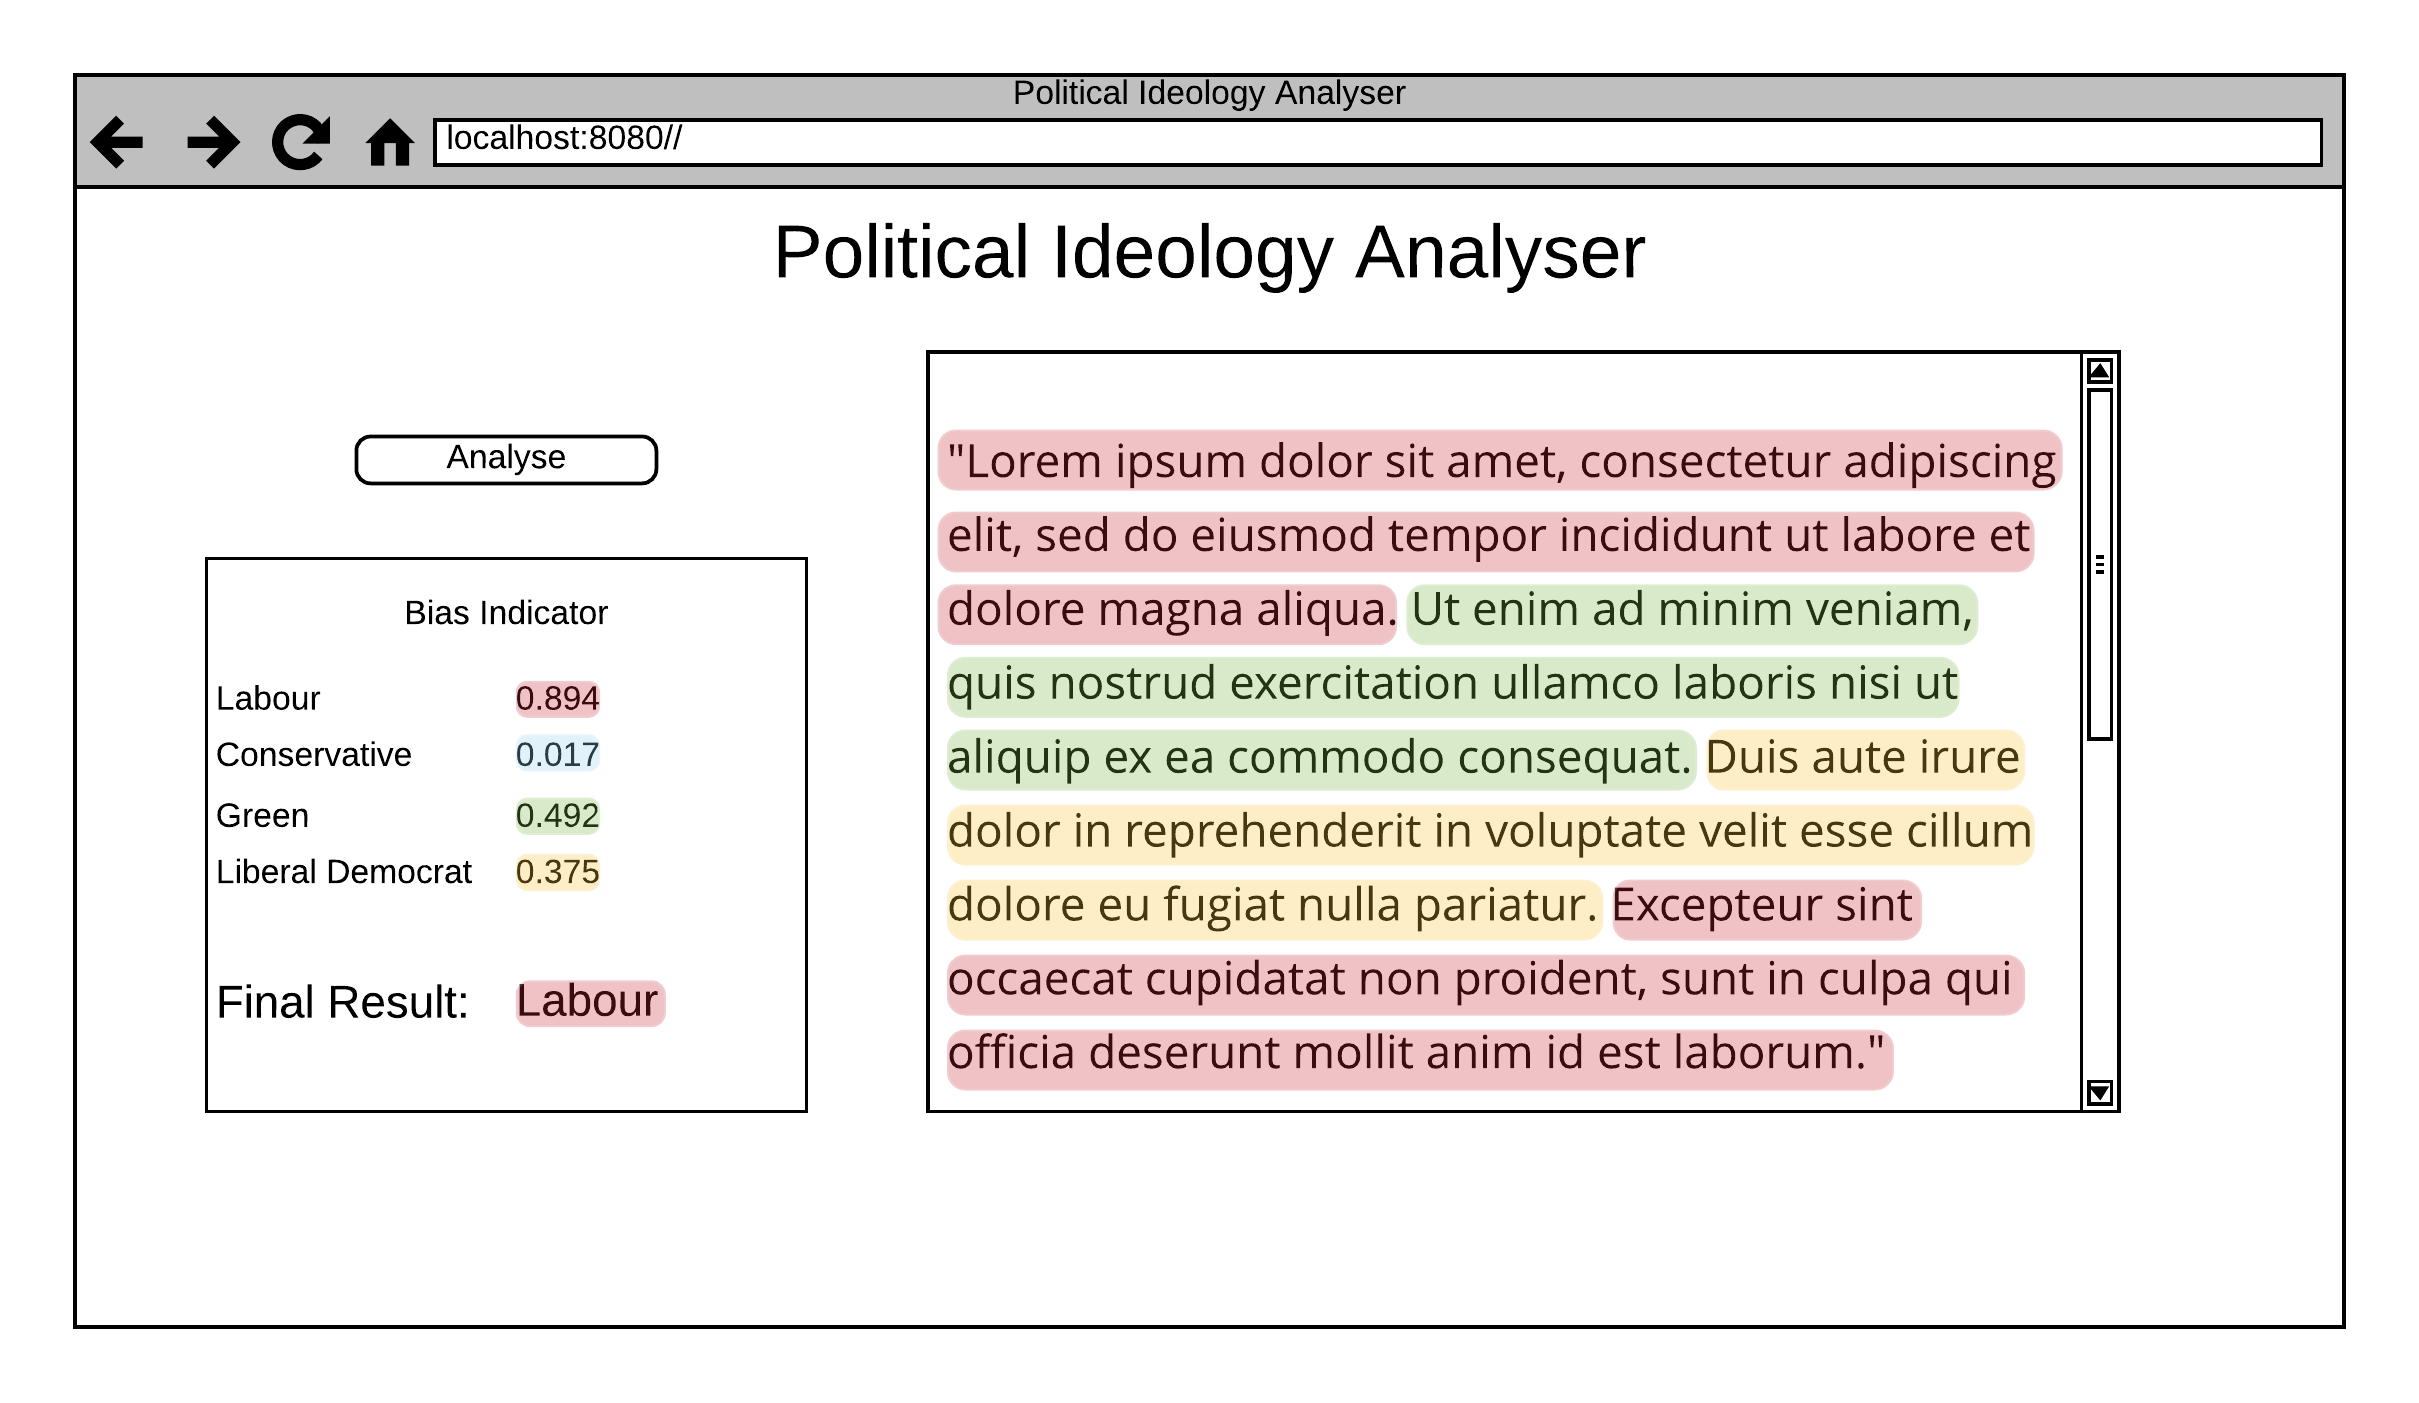 Political Ideology Analyser
localhost:8080//
Political Ideology Analyser
Analyse
Bias Indicator
Labour 0.894
Conservative 0.017
Green 0.492
Liberal Democrat 0.375
Final Result: Labour
"Lorem ipsum dolor sit amet, consectetur adipiscing
elit, sed do eiusmod tempor incididunt ut labore et
dolore magna aliqua. Ut enim ad minim veniam,
quis nostrud exercitation ullamco laboris nisi ut
aliquip ex ea commodo consequat. Duis aute irure
dolor in reprehenderit in voluptate velit esse cillum
dolore eu fugiat nulla pariatur. Excepteur sint
occaecat cupidatat non proident, sunt in culpa qui
officia deserunt mollit anim id est laborum."